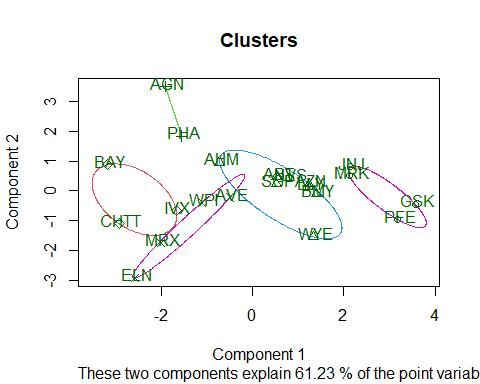 Clusters
AGN
PHA
BAY
AHM
JNJ
MRK
GSK
WPI
AVE
IVX
CHTT
PFE
WYE
MRX
ELN
Component 2
-3 -2 -1 0 1 2 3
-2 0 2 4
Component 1
These two components explain 61.23 % of the point variab